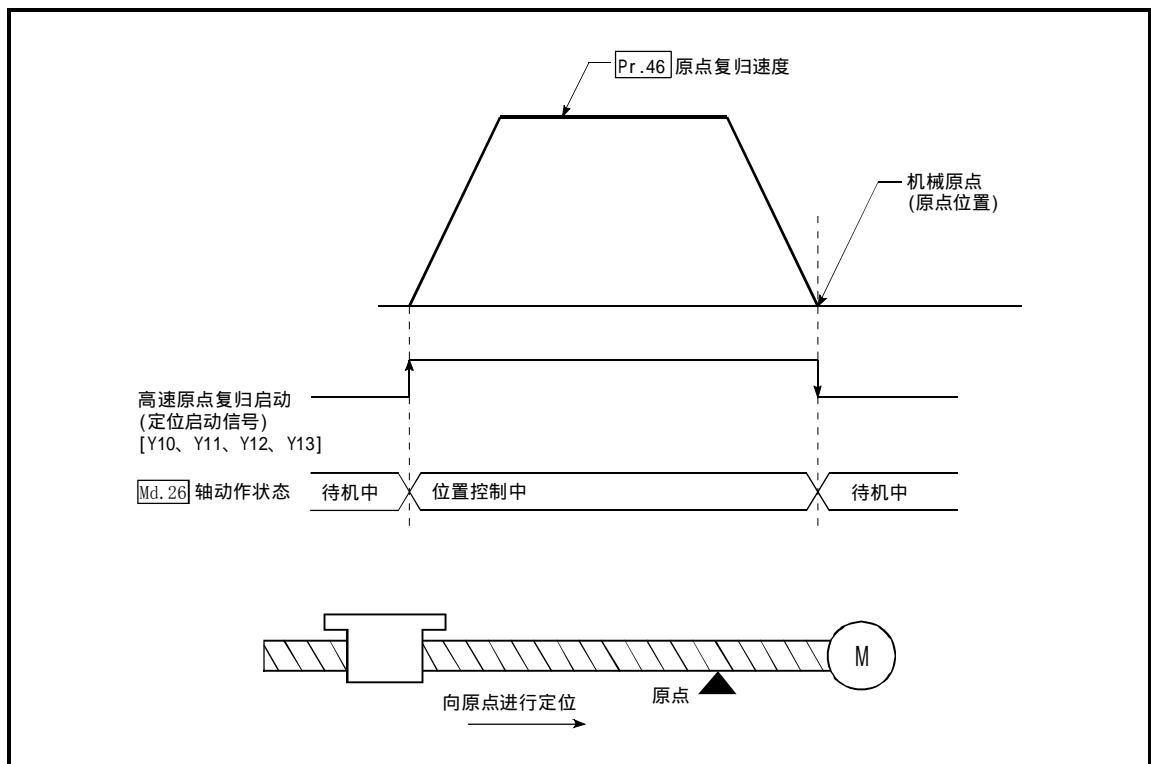 Pr.46 原点复归速度
机械原点
(原点位置)
高速原点复归启动
(定位启动信号)
[Y10、Y11、Y12、Y13]
Md.26 轴动作状态 待机中 位置控制中 待机中
M
原点
向原点进行定位